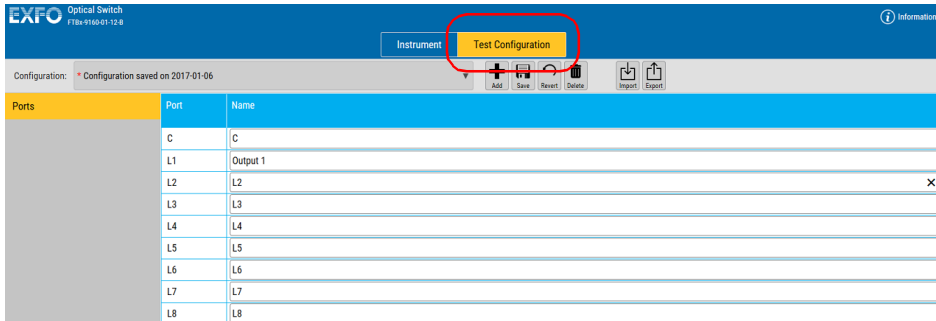 EXFO Optical Switch
FTBx-9160-01-12-B
i Information
Instrument Test Configuration
Configuration: * Configuration saved on 2017-01-06
Add Save Revert Delete Import Export
Ports Port Name
C C
L1 Output 1
L2 L2
L3 L3
L4 L4
L5 L5
L6 L6
L7 L7
L8 L8